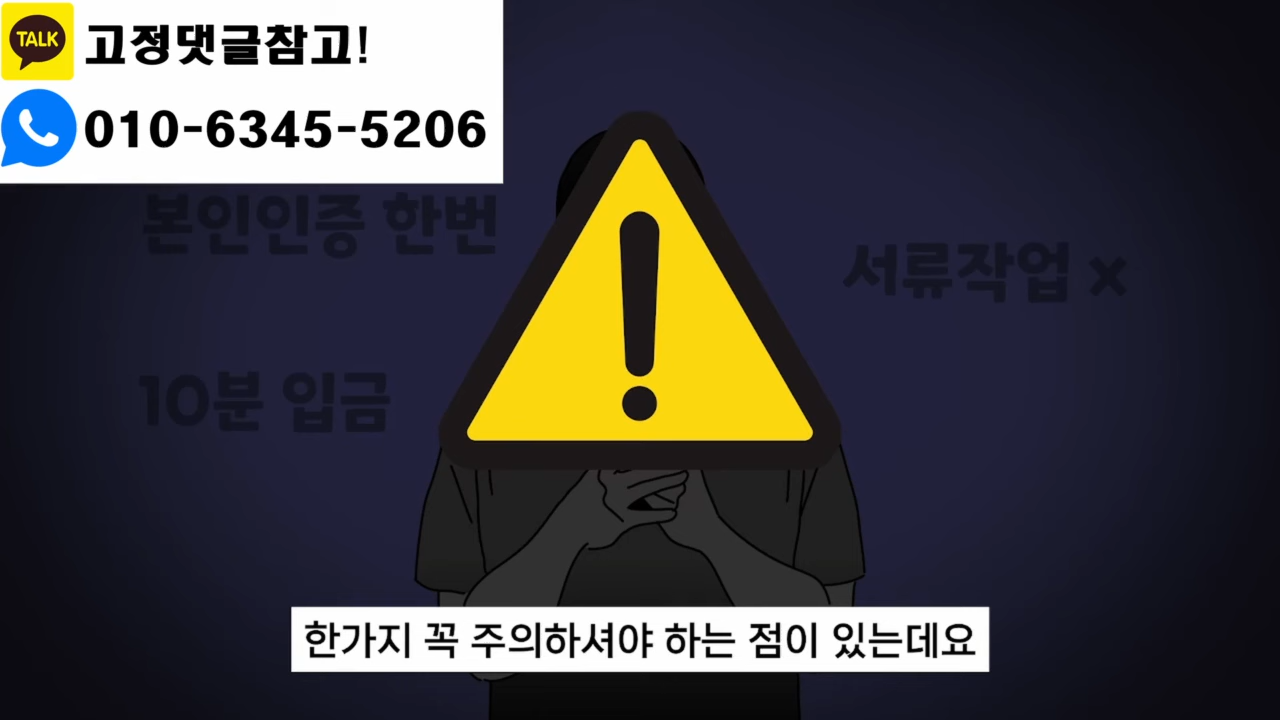 TALK 고정댓글참고!
010-6345-5206
본인인증 한번
서류작업 x
10분 입금
한가지 꼭 주의하셔야 하는 점이 있는데요